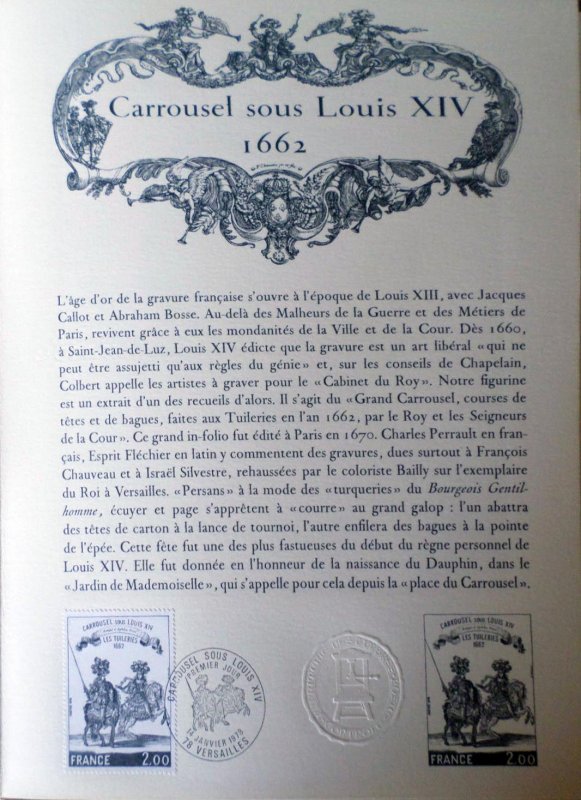 Carrousel sous Louis XIV
1662
L'âge d'or de la gravure française s'ouvre à l'époque de Louis XIII, avec Jacques
Callot et Abraham Bosse. Au-delà des Malheurs de la Guerre et des Métiers de
Paris, revivent grâce à eux les mondanités de la Ville et de la Cour. Dès 1660,
à Saint-Jean-de-Luz, Louis XIV édicte que la gravure est un art libéral «qui ne
peut être assujetti qu'aux règles du génie» et, sur les conseils de Chapelain,
Colbert appelle les artistes à graver pour le «Cabinet du Roy». Notre figurine
est un extrait d'un des recueils d'alors. Il s'agit du «Grand Carrousel, courses de
têtes et de bagues, faites aux Tuileries en l'an 1662, par le Roy et les Seigneurs
de la Cour». Ce grand in-folio fut édité à Paris en 1670. Charles Perrault en fran-
çais, Esprit Fléchier en latin y commentent des gravures, dues surtout à François
Chauveau et à Israël Silvestre, rehaussées par le coloriste Bailly sur l'exemplaire
du Roi à Versailles. «Persans» à la mode des «turqueries» du Bourgeois Gentil-
homme, écuyer et page s'apprêtent à «courre» au grand galop : l'un abattra
des têtes de carton à la lance de tournoi, l'autre enfilera des bagues à la pointe
de l'épée. Cette fête fut une des plus fastueuses du début du règne personnel de
Louis XIV. Elle fut donnée en l'honneur de la naissance du Dauphin, dans le
«Jardin de Mademoiselle», qui s'appelle pour cela depuis la «place du Carrousel».
CARROUSEL SOUS LOUIS XIV
LES TUILERIES
1662
FRANCE 2.00
CARROUSEL SOUS LOUIS XIV
PREMIER JOUR
14 JANVIER 1978
78 VERSAILLES
CARROUSEL SOUS LOUIS XIV
LES TUILERIES
1662
FRANCE 2.00